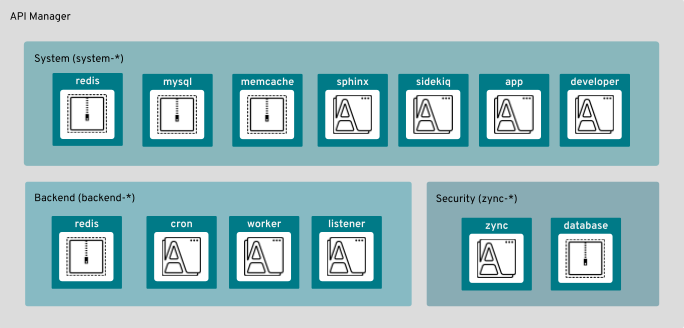 API Manager
System (system-*)
redis mysql memcache sphinx sidekiq app developer
Backend (backend-*)
redis cron worker listener
Security (zync-*)
zync database